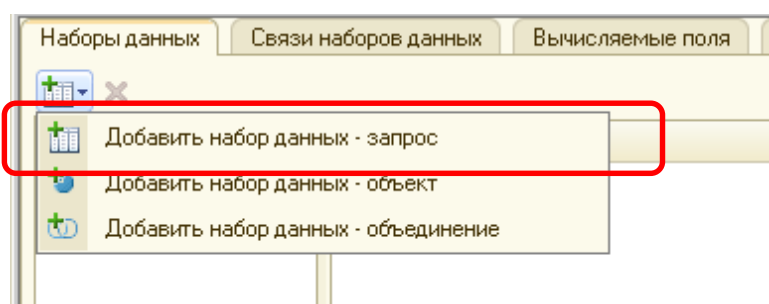 Наборы данных Связи наборов данных Вычисляемые поля
Добавить набор данных - запрос
Добавить набор данных - объект
Добавить набор данных - объединение